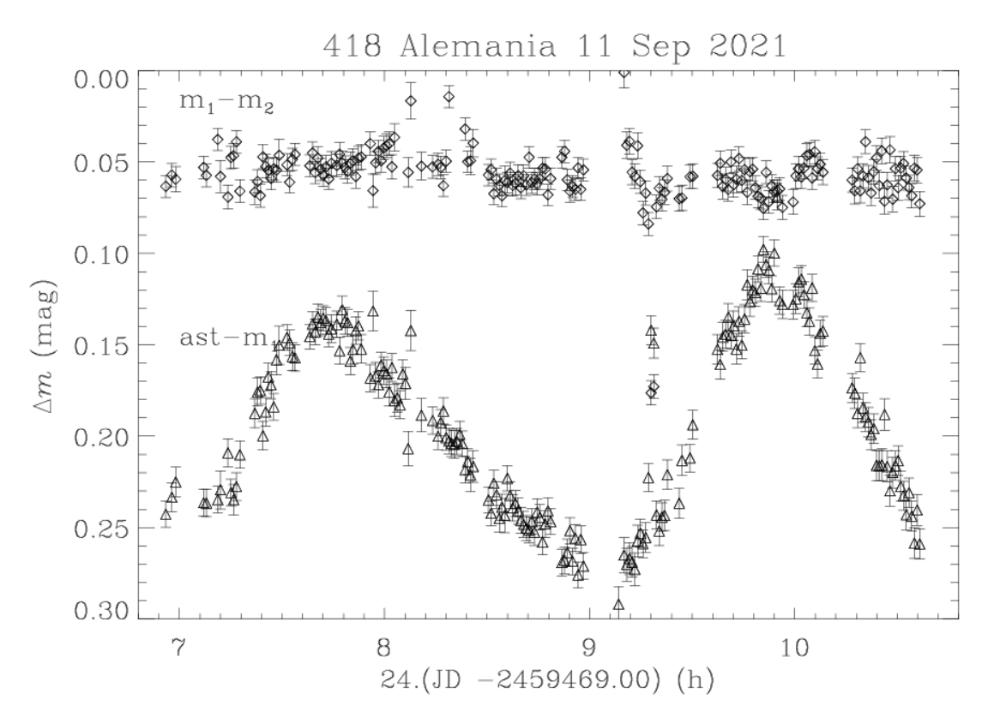 418 Alemania 11 Sep 2021
m₁−m₂
ast−m₁
Δm (mag)
0.00
0.05
0.10
0.15
0.20
0.25
0.30
7 8 9 10
24.(JD −2459469.00) (h)